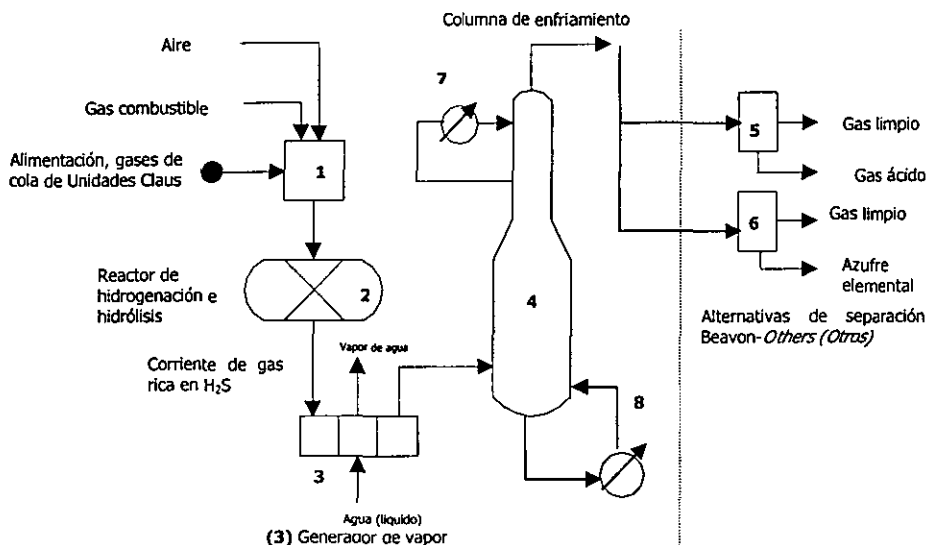 Columna de enfriamiento
Aire
7
Gas combustible
5
Gas limpio
Alimentación, gases de
cola de Unidades Claus
1
Gas ácido
Gas limpio
6
Reactor de
hidrogenación e
hidrólisis
2
4
Azufre
elemental
Alternativas de separación
Beavon-Others (Otros)
Vapor de agua
Corriente de gas
rica en H₂S
8
3
Agua (líquido)
(3) Generador de vapor